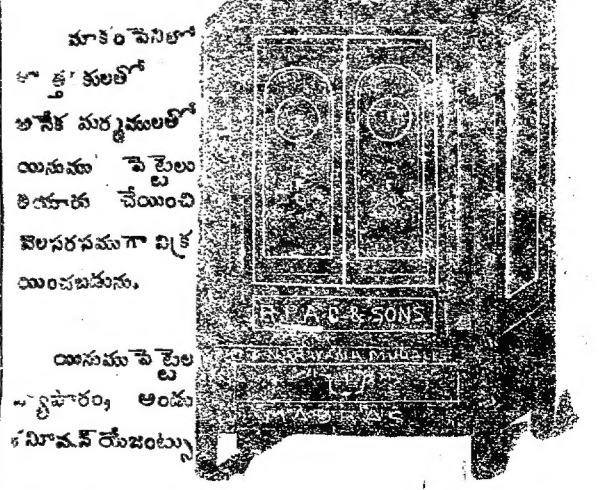 మాకంపెనిలో
కులతో
అనేక మర్మములతో
యినుము పెట్టెలు
తయారు చేయించి
వెలసరసముగా విక్ర
యించబడును.
& SONS
MADRAS
యినుము పెట్టెల
వ్యాపారం, అండు
కమీషన్ యేజంట్సు